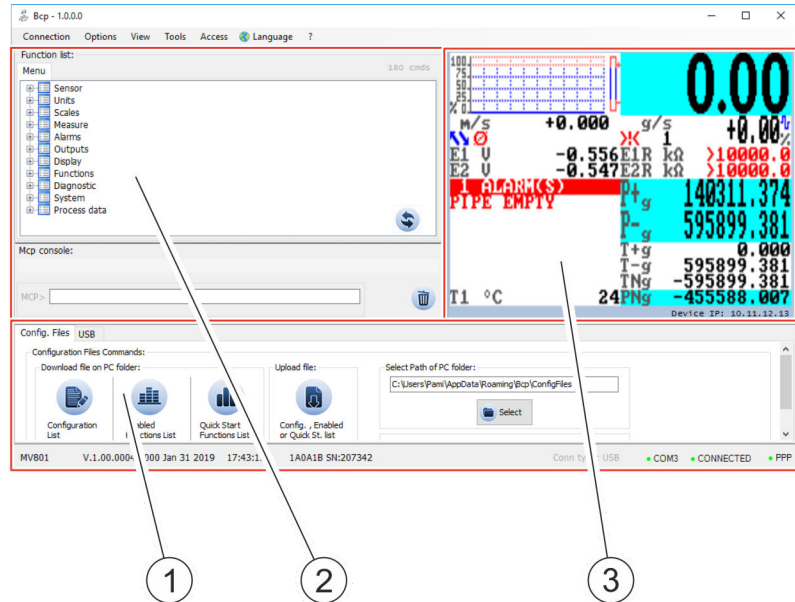 Bcp - 1.0.0.0
Connection Options View Tools Access Language ?
Function list:
Menu
180 cmds
Sensor
Units
Scales
Measure
Alarms
Outputs
Display
Functions
Diagnostic
System
Process data
Mcp console:
MCP>
100
75
50
25
% 0
0.00
m/s +0.000 g/s +0.00%
1
E1 V -0.556 E1R kΩ >10000.0
E2 V -0.547 E2R kΩ >10000.0
1 ALARM(S)
PIPE EMPTY
P+g 140311.374
P-g 595899.381
T+g 0.000
T-g 595899.381
TNg -595899.381
T1 °C 24 PNg -455588.007
Device IP: 10.11.12.13
Config. Files USB
Configuration Files Commands:
Download file on PC folder:
Upload file:
Select Path of PC folder:
C:\Users\Pami\AppData\Roaming\Bcp\ConfigFiles
Select
Configuration
List
Functions List
Quick Start
Functions List
Config. , Enabled
or Quick St. list
MV801 V.1.00.000 000 Jan 31 2019 17:43:1 1A0A1B SN:207342 Conn type: USB COM3 CONNECTED PPP
1
2
3